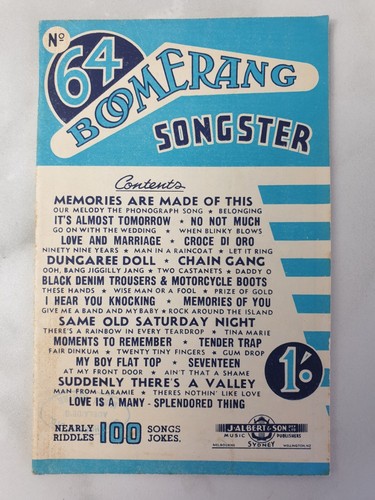 Nº
64
BOOMERANG
SONGSTER
Contents
MEMORIES ARE MADE OF THIS
OUR MELODY THE PHONOGRAPH SONG ★ BELONGING
IT'S ALMOST TOMORROW ★ NO NOT MUCH
GO ON WITH THE WEDDING ★ WHEN BLINKY BLOWS
LOVE AND MARRIAGE ★ CROCE DI ORO
NINETY NINE YEARS ★ MAN IN A RAINCOAT ★ LET IT RING
DUNGAREE DOLL ★ CHAIN GANG
OOH, BANG JIGGILY JANG ★ TWO CASTANETS ★ DADDY O
BLACK DENIM TROUSERS & MOTORCYCLE BOOTS
THESE HANDS ★ WISE MAN OR A FOOL ★ PRIZE OF GOLD
I HEAR YOU KNOCKING ★ MEMORIES OF YOU
GIVE ME A BAND AND MY BABY ★ ROCK AROUND THE ISLAND
SAME OLD SATURDAY NIGHT
THERE'S A RAINBOW IN EVERY TEARDROP ★ TINA MARIE
MOMENTS TO REMEMBER ★ TENDER TRAP
FAIR DINKUM ★ TWENTY TINY FINGERS ★ GUM DROP
MY BOY FLAT TOP ★ SEVENTEEN
AT MY FRONT DOOR ★ AIN'T THAT A SHAME
SUDDENLY THERE'S A VALLEY
MAN FROM LARAMIE ★ THERES NOTHIN' LIKE LOVE
LOVE IS A MANY - SPLENDORED THING
1'6
NEARLY 100 SONGS
RIDDLES JOKES,
J. ALBERT & SON PTY LTD
MUSIC PUBLISHERS
SYDNEY
MELBOURNE WELLINGTON, N.Z.